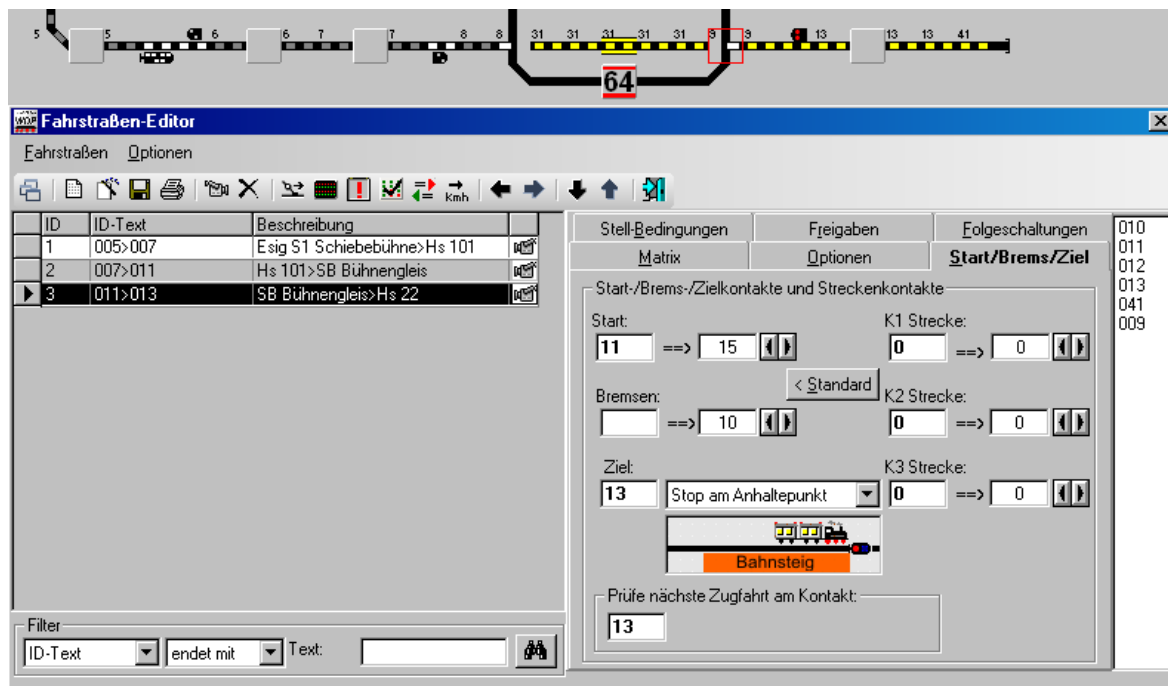 5 5 6 6 7 7 8 8 31 31 31 31 31 9 9 13 13 13 41
64
WDP Fahrstraßen-Editor
Fahrstraßen Optionen
Kmh
ID ID-Text Beschreibung
1 005>007 Esig S1 Schiebebühne>Hs 101
2 007>011 Hs 101>SB Bühnengleis
3 011>013 SB Bühnengleis>Hs 22
Filter
ID-Text endet mit Text:
Stell-Bedingungen Freigaben Folgeschaltungen
Matrix Optionen Start/Brems/Ziel
Start-/Brems-/Zielkontakte und Streckenkontakte
Start: K1 Strecke:
11 ==> 15 0 ==> 0
< Standard
Bremsen: K2 Strecke:
==> 10 0 ==> 0
Ziel: K3 Strecke:
13 Stop am Anhaltepunkt 0 ==> 0
Bahnsteig
Prüfe nächste Zugfahrt am Kontakt:
13
010
011
012
013
041
009